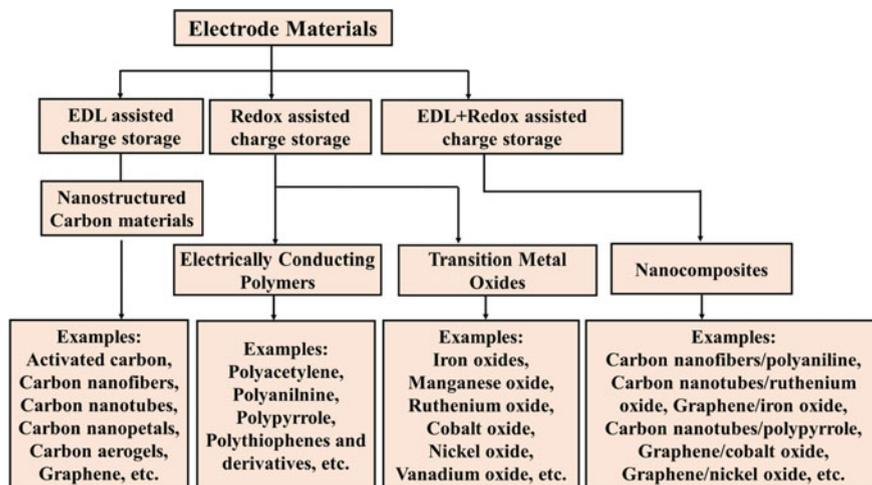 Electrode Materials
EDL assisted
charge storage
Redox assisted
charge storage
EDL+Redox assisted
charge storage
Nanostructured
Carbon materials
Electrically Conducting
Polymers
Transition Metal
Oxides
Nanocomposites
Examples:
Activated carbon,
Carbon nanofibers,
Carbon nanotubes,
Carbon nanopetals,
Carbon aerogels,
Graphene, etc.
Examples:
Polyacetylene,
Polyanilnine,
Polypyrrole,
Polythiophenes and
derivatives, etc.
Examples:
Iron oxides,
Manganese oxide,
Ruthenium oxide,
Cobalt oxide,
Nickel oxide,
Vanadium oxide, etc.
Examples:
Carbon nanofibers/polyaniline,
Carbon nanotubes/ruthenium
oxide, Graphene/iron oxide,
Carbon nanotubes/polypyrrole,
Graphene/cobalt oxide,
Graphene/nickel oxide, etc.